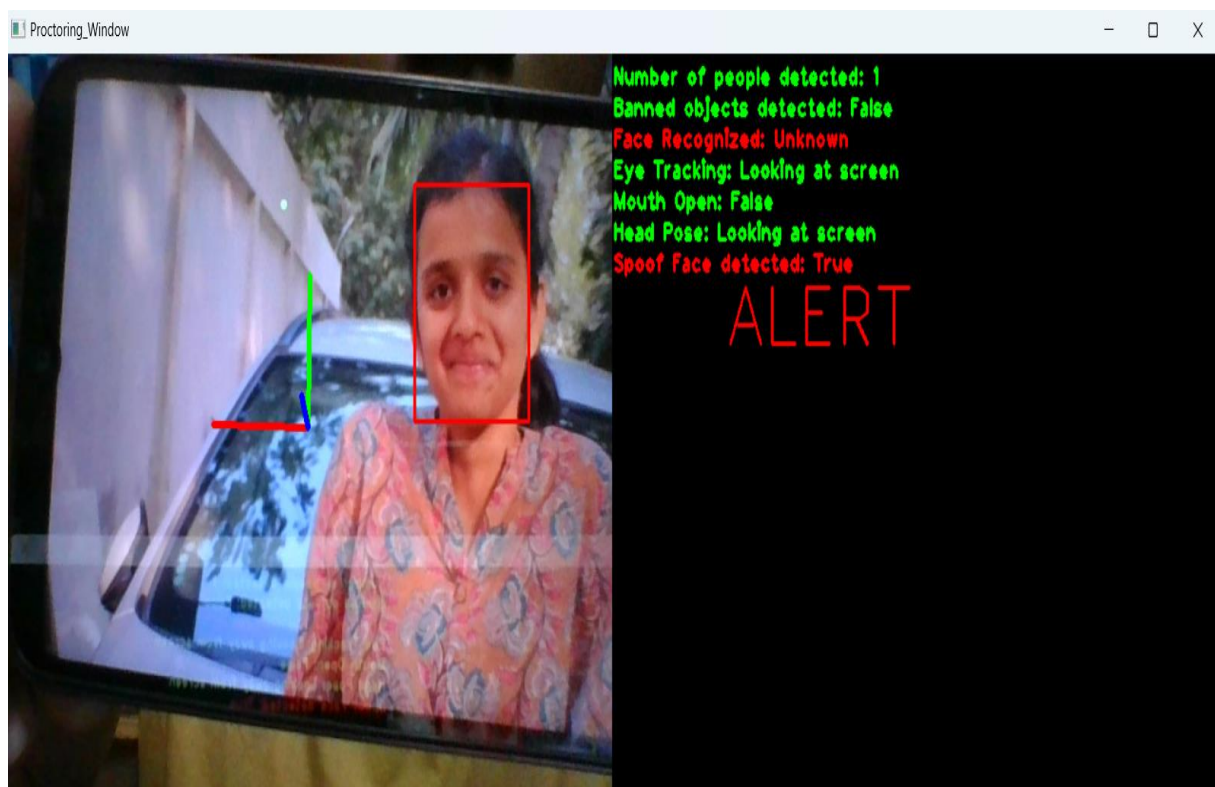 Proctoring_Window
Number of people detected: 1
Banned objects detected: False
Face Recognized: Unknown
Eye Tracking: Looking at screen
Mouth Open: False
Head Pose: Looking at screen
Spoof Face detected: True
ALERT